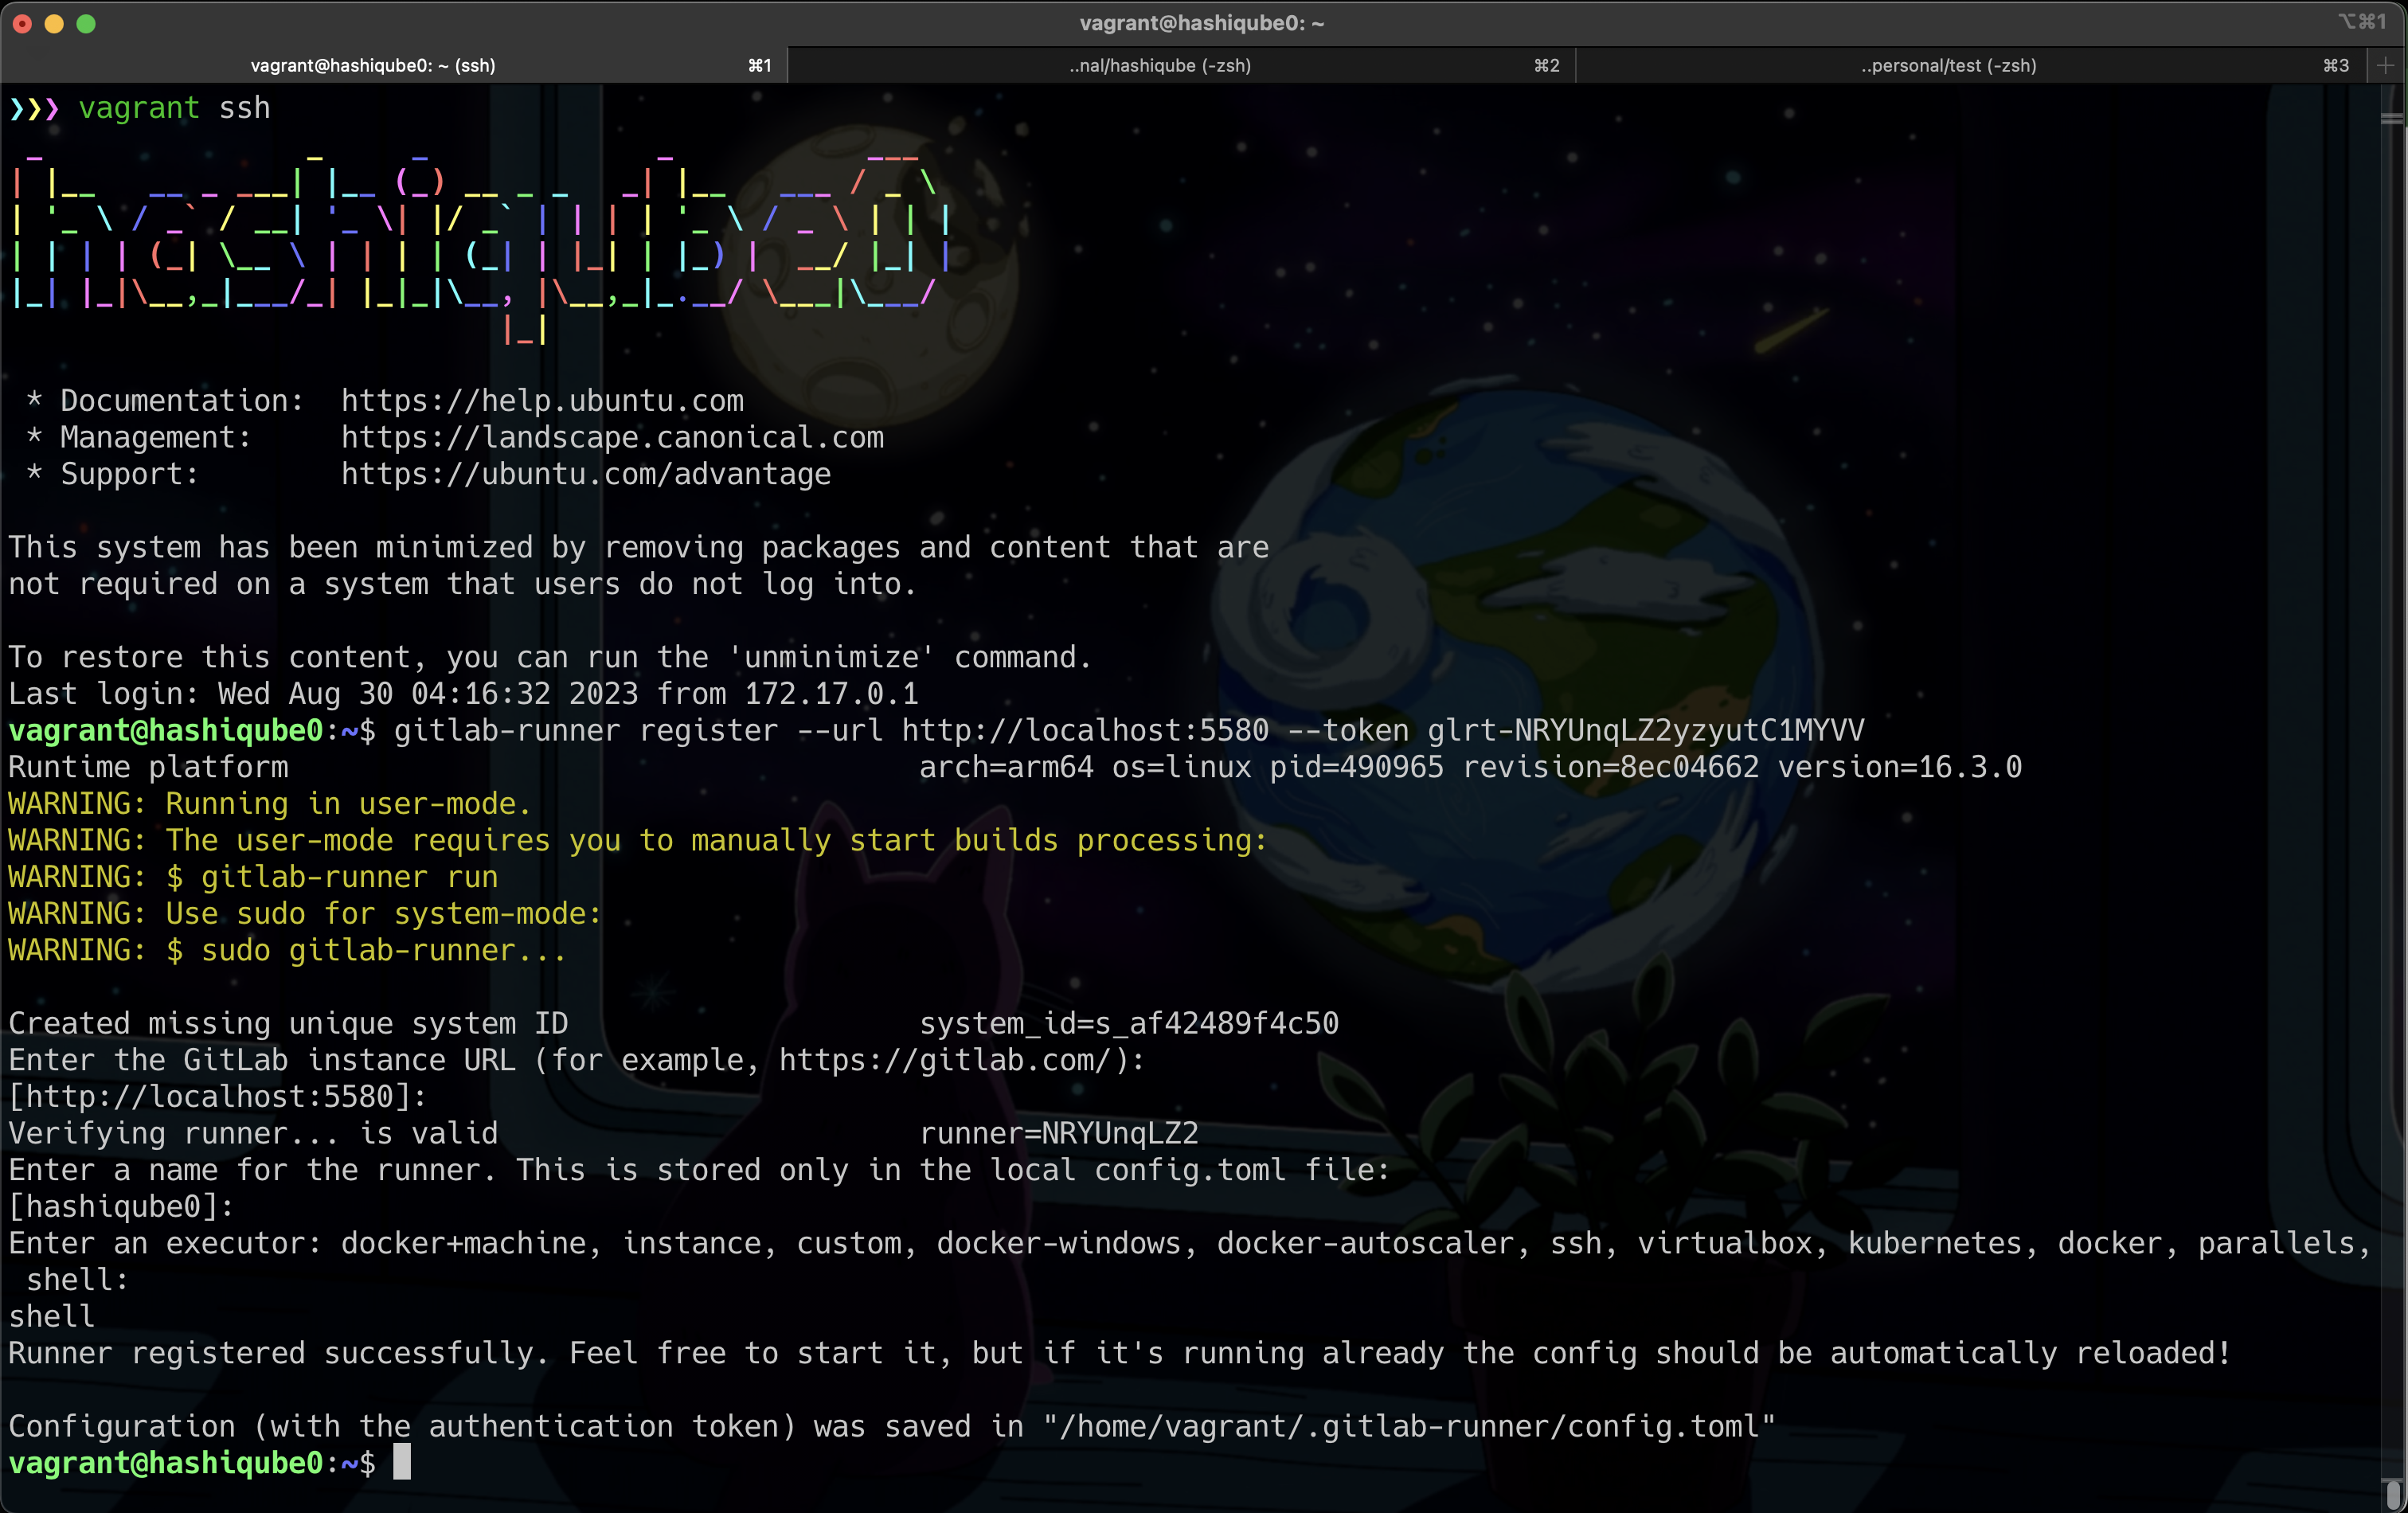 vagrant@hashiqube0: ~
⌥⌘1
vagrant@hashiqube0: ~ (ssh) ⌘1
..nal/hashiqube (-zsh) ⌘2
..personal/test (-zsh) ⌘3
❯❯❯ vagrant ssh
hashiqube0
* Documentation:  https://help.ubuntu.com
* Management:     https://landscape.canonical.com
* Support:        https://ubuntu.com/advantage
This system has been minimized by removing packages and content that are
not required on a system that users do not log into.
To restore this content, you can run the 'unminimize' command.
Last login: Wed Aug 30 04:16:32 2023 from 172.17.0.1
vagrant@hashiqube0:~$ gitlab-runner register --url http://localhost:5580 --token glrt-NRYUnqLZ2yzyutC1MYVV
Runtime platform                                    arch=arm64 os=linux pid=490965 revision=8ec04662 version=16.3.0
WARNING: Running in user-mode.
WARNING: The user-mode requires you to manually start builds processing:
WARNING: $ gitlab-runner run
WARNING: Use sudo for system-mode:
WARNING: $ sudo gitlab-runner...
Created missing unique system ID                    system_id=s_af42489f4c50
Enter the GitLab instance URL (for example, https://gitlab.com/):
[http://localhost:5580]:
Verifying runner... is valid                        runner=NRYUnqLZ2
Enter a name for the runner. This is stored only in the local config.toml file:
[hashiqube0]:
Enter an executor: docker+machine, instance, custom, docker-windows, docker-autoscaler, ssh, virtualbox, kubernetes, docker, parallels,
shell:
shell
Runner registered successfully. Feel free to start it, but if it's running already the config should be automatically reloaded!
Configuration (with the authentication token) was saved in "/home/vagrant/.gitlab-runner/config.toml"
vagrant@hashiqube0:~$